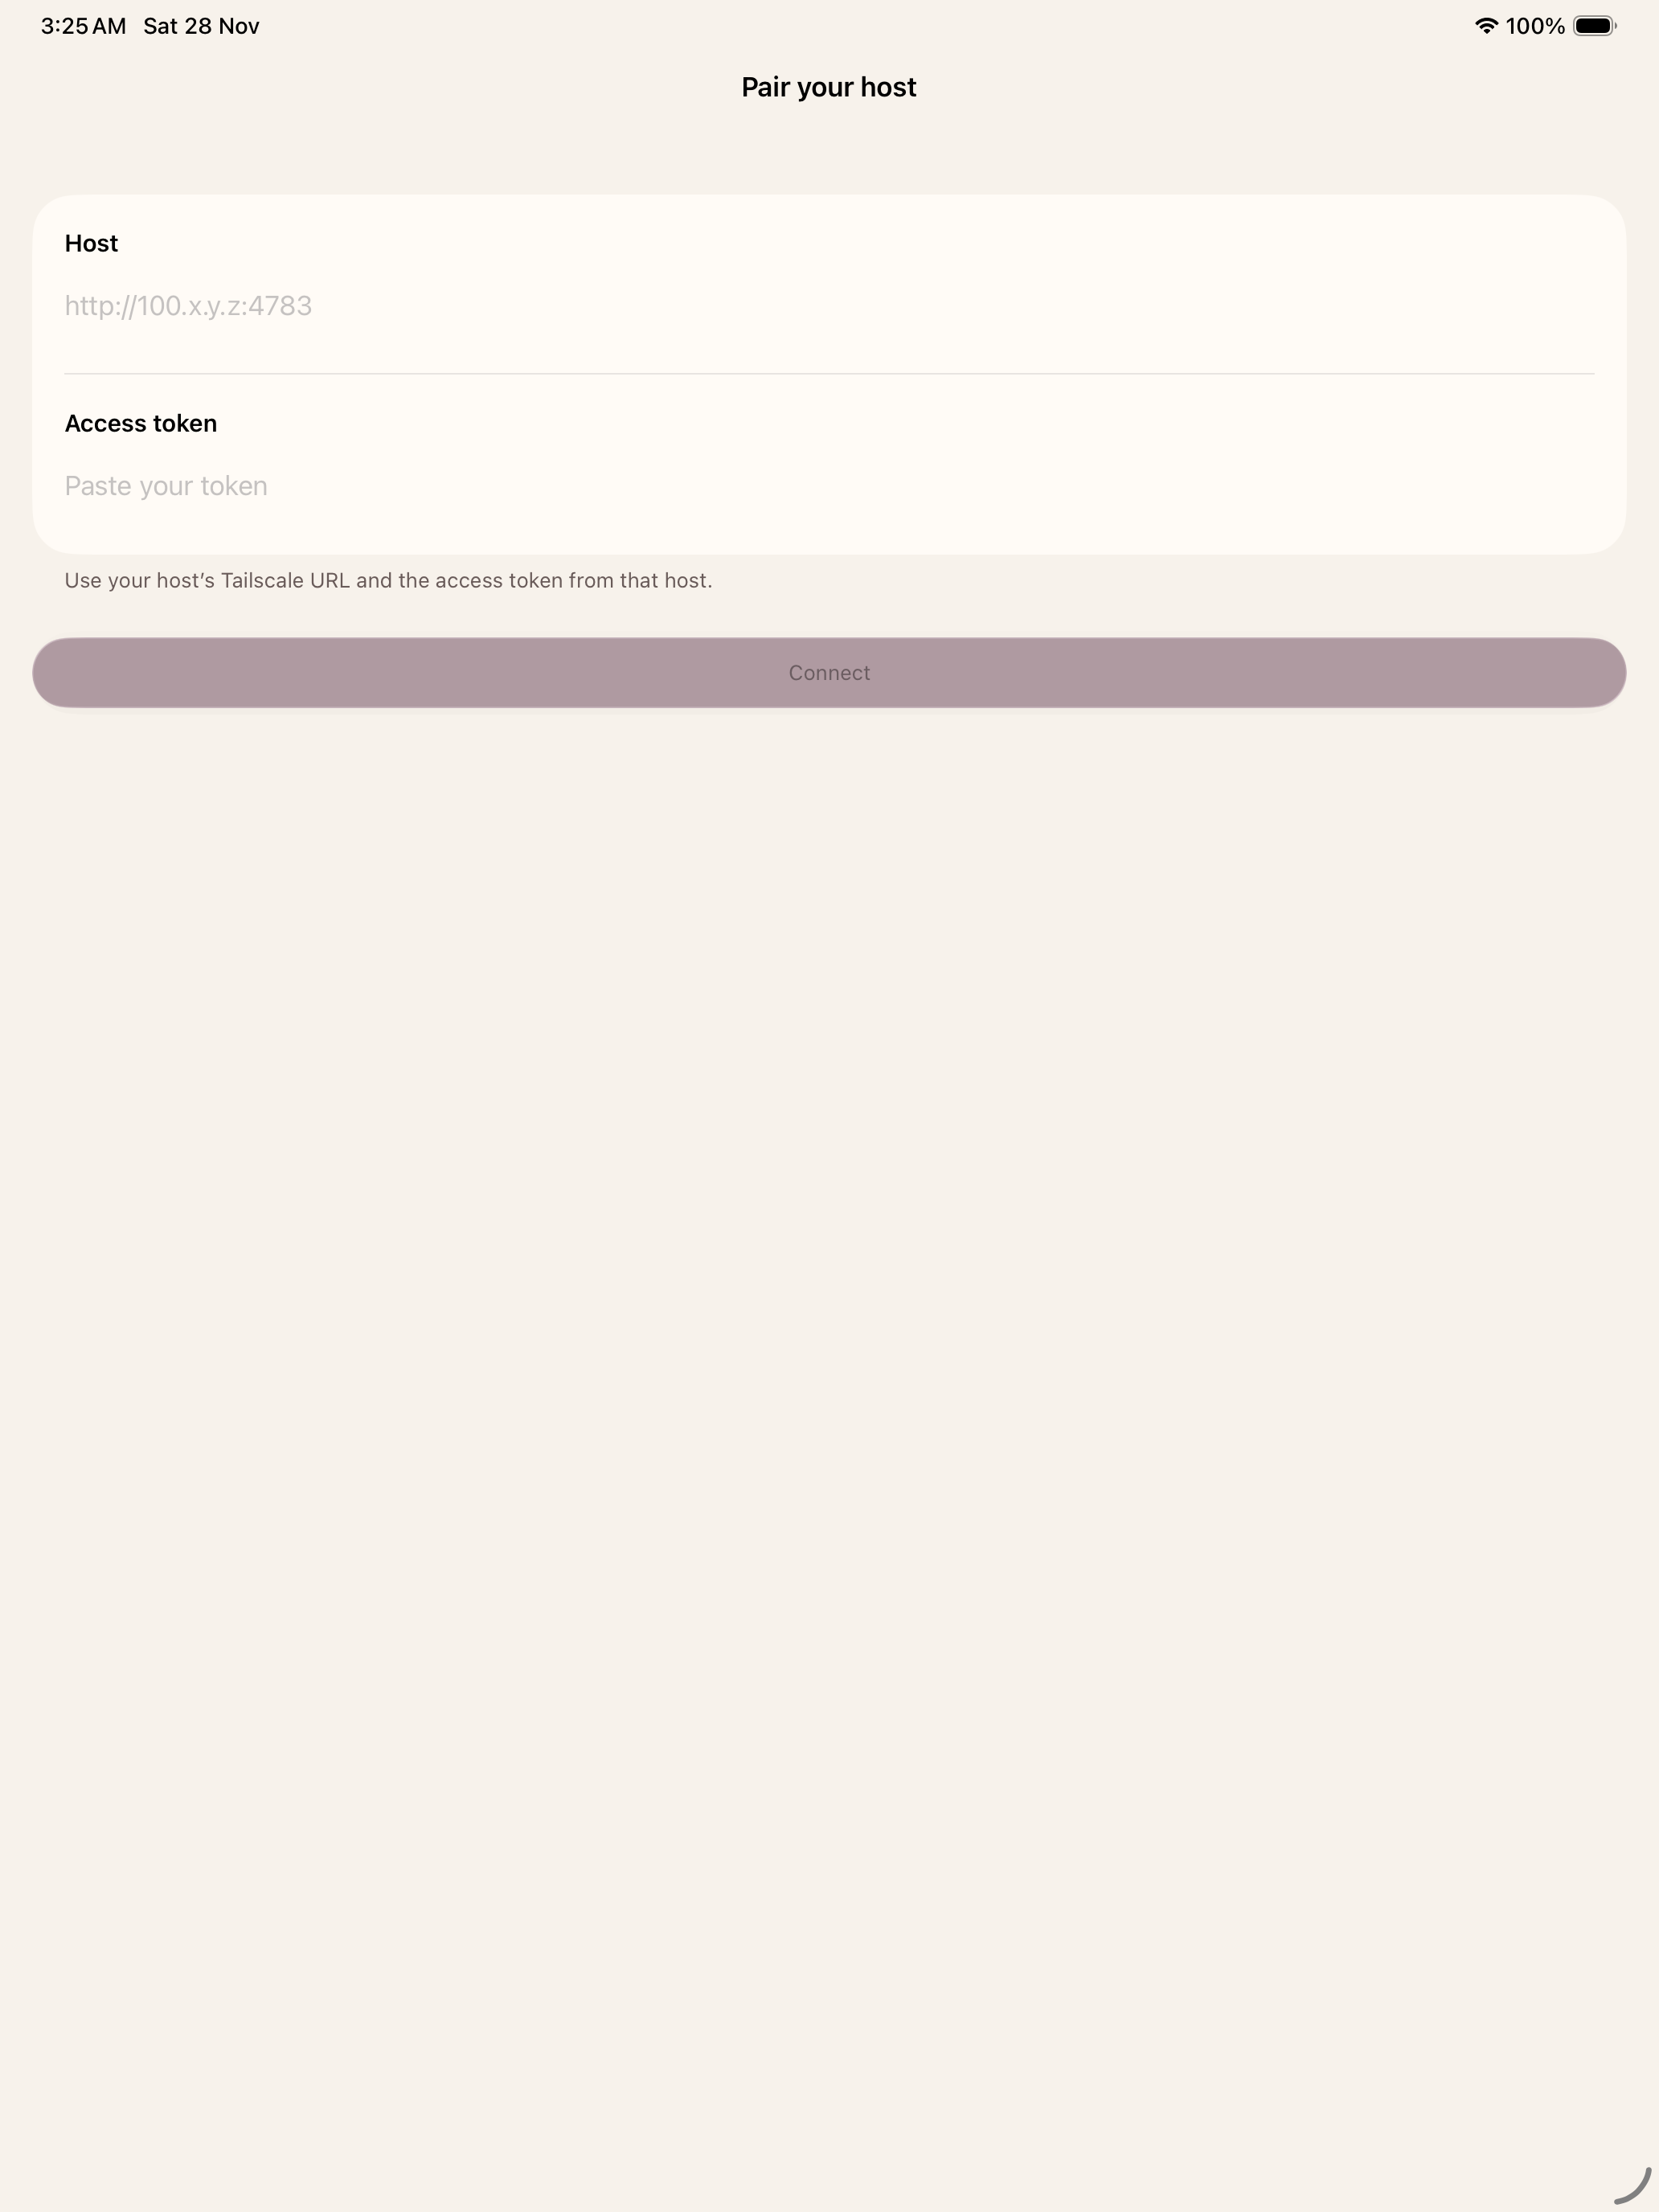 3:25 AM Sat 28 Nov 100%
Pair your host
Host
http://100.x.y.z:4783
Access token
Paste your token
Use your host’s Tailscale URL and the access token from that host.
Connect